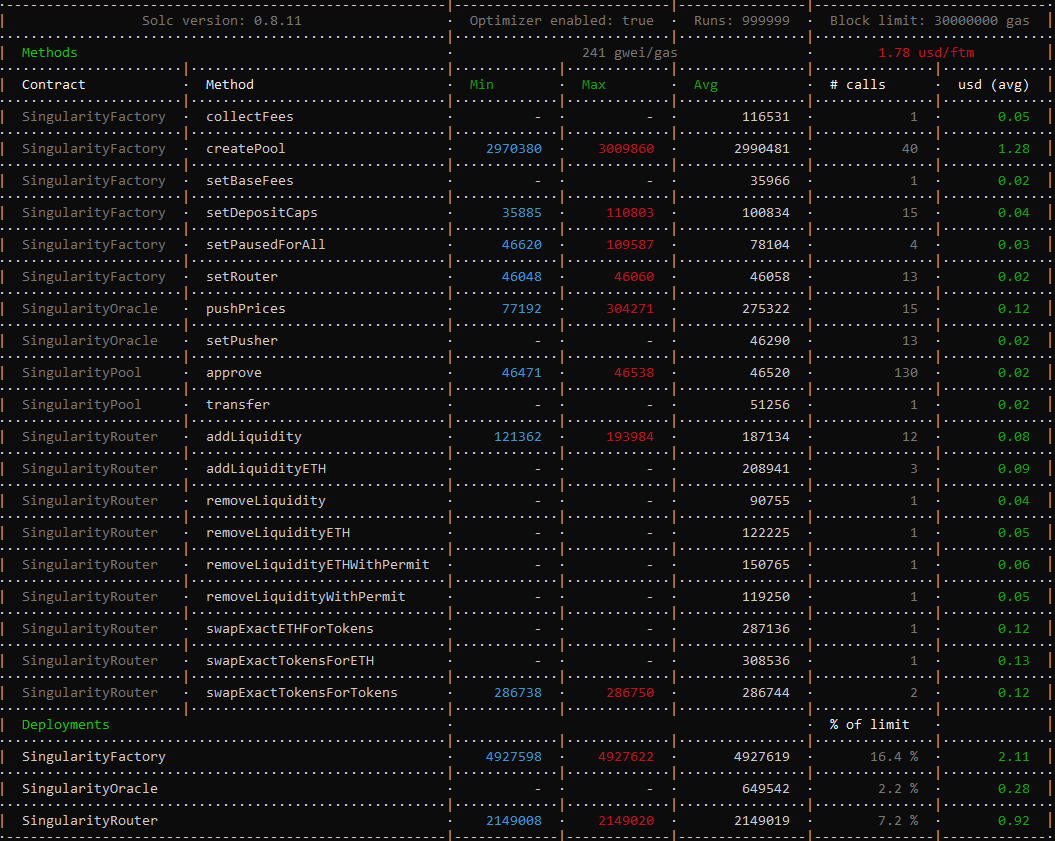 Solc version: 0.8.11 Optimizer enabled: true Runs: 999999 Block limit: 30000000 gas
Methods 241 gwei/gas 1.78 usd/ftm
Contract Method Min Max Avg # calls usd (avg)
SingularityFactory collectFees - - 116531 1 0.05
SingularityFactory createPool 2970380 3009860 2990481 40 1.28
SingularityFactory setBaseFees - - 35966 1 0.02
SingularityFactory setDepositCaps 35885 110803 100834 15 0.04
SingularityFactory setPausedForAll 46620 109587 78104 4 0.03
SingularityFactory setRouter 46048 46060 46058 13 0.02
SingularityOracle pushPrices 77192 304271 275322 15 0.12
SingularityOracle setPusher - - 46290 13 0.02
SingularityPool approve 46471 46538 46520 130 0.02
SingularityPool transfer - - 51256 1 0.02
SingularityRouter addLiquidity 121362 193984 187134 12 0.08
SingularityRouter addLiquidityETH - - 208941 3 0.09
SingularityRouter removeLiquidity - - 90755 1 0.04
SingularityRouter removeLiquidityETH - - 122225 1 0.05
SingularityRouter removeLiquidityETHWithPermit - - 150765 1 0.06
SingularityRouter removeLiquidityWithPermit - - 119250 1 0.05
SingularityRouter swapExactETHForTokens - - 287136 1 0.12
SingularityRouter swapExactTokensForETH - - 308536 1 0.13
SingularityRouter swapExactTokensForTokens 286738 286750 286744 2 0.12
Deployments % of limit
SingularityFactory 4927598 4927622 4927619 16.4 % 2.11
SingularityOracle - - 649542 2.2 % 0.28
SingularityRouter 2149008 2149020 2149019 7.2 % 0.92